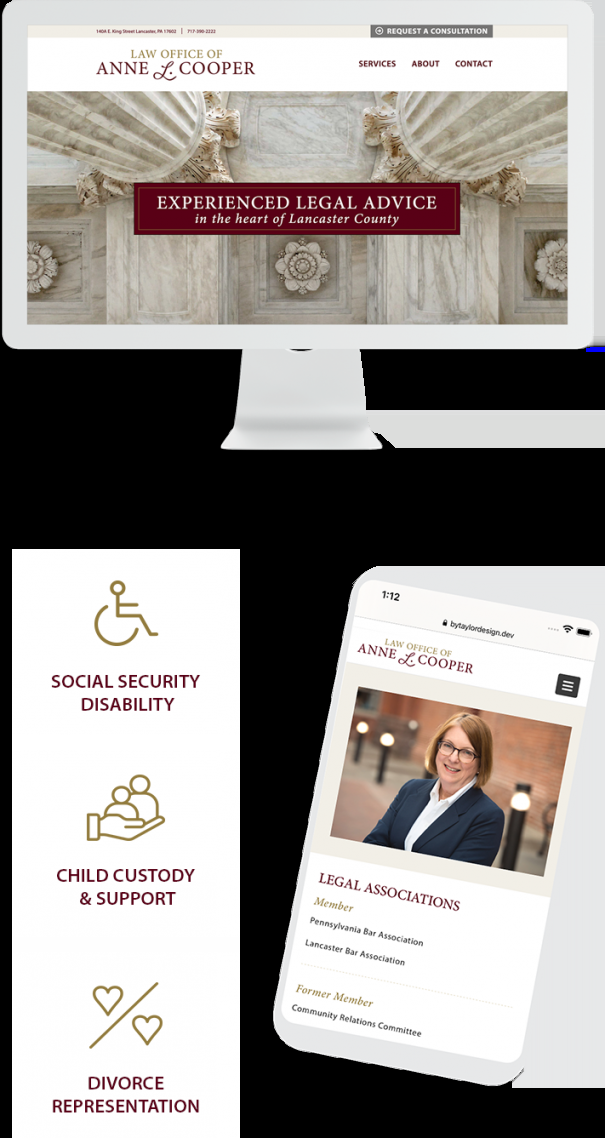 140A E. King Street Lancaster, PA 17602 | 717-390-2222
REQUEST A CONSULTATION
LAW OFFICE OF
ANNE L. COOPER
SERVICES ABOUT CONTACT
EXPERIENCED LEGAL ADVICE
in the heart of Lancaster County
SOCIAL SECURITY
DISABILITY
CHILD CUSTODY
& SUPPORT
DIVORCE
REPRESENTATION
1:12
bytaylordesign.dev
LAW OFFICE OF
ANNE L. COOPER
LEGAL ASSOCIATIONS
Member
Pennsylvania Bar Association
Lancaster Bar Association
Former Member
Community Relations Committee